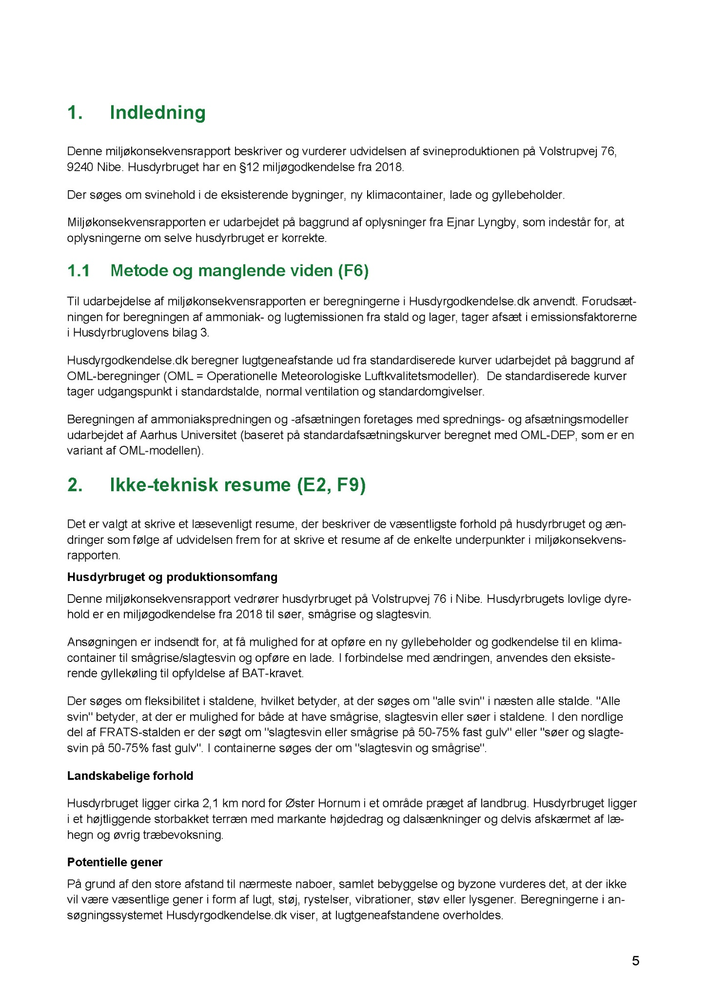 1. Indledning
Denne miljøkonsekvensrapport beskriver og vurderer udvidelsen af svineproduktionen på Volstrupvej 76,
9240 Nibe. Husdyrbruget har en §12 miljøgodkendelse fra 2018.
Der søges om svinehold i de eksisterende bygninger, ny klimacontainer, lade og gyllebeholder.
Miljøkonsekvensrapporten er udarbejdet på baggrund af oplysninger fra Ejnar Lyngby, som indestår for, at
oplysningerne om selve husdyrbruget er korrekte.
1.1 Metode og manglende viden (F6)
Til udarbejdelse af miljøkonsekvensrapporten er beregningerne i Husdyrgodkendelse.dk anvendt. Forudsæt-
ningen for beregningen af ammoniak- og lugtemissionen fra stald og lager, tager afsæt i emissionsfaktorerne
i Husdyrbruglovens bilag 3.
Husdyrgodkendelse.dk beregner lugtgeneafstande ud fra standardiserede kurver udarbejdet på baggrund af
OML-beregninger (OML = Operationelle Meteorologiske Luftkvalitetsmodeller).  De standardiserede kurver
tager udgangspunkt i standardstalde, normal ventilation og standardomgivelser.
Beregningen af ammoniakspredningen og -afsætningen foretages med sprednings- og afsætningsmodeller
udarbejdet af Aarhus Universitet (baseret på standardafsætningskurver beregnet med OML-DEP, som er en
variant af OML-modellen).
2. Ikke-teknisk resume (E2, F9)
Det er valgt at skrive et læsevenligt resume, der beskriver de væsentligste forhold på husdyrbruget og æn-
dringer som følge af udvidelsen frem for at skrive et resume af de enkelte underpunkter i miljøkonsekvens-
rapporten.
Husdyrbruget og produktionsomfang
Denne miljøkonsekvensrapport vedrører husdyrbruget på Volstrupvej 76 i Nibe. Husdyrbrugets lovlige dyre-
hold er en miljøgodkendelse fra 2018 til søer, smågrise og slagtesvin.
Ansøgningen er indsendt for, at få mulighed for at opføre en ny gyllebeholder og godkendelse til en klima-
container til smågrise/slagtesvin og opføre en lade. I forbindelse med ændringen, anvendes den eksiste-
rende gyllekøling til opfyldelse af BAT-kravet.
Der søges om fleksibilitet i staldene, hvilket betyder, at der søges om "alle svin" i næsten alle stalde. "Alle
svin" betyder, at der er mulighed for både at have smågrise, slagtesvin eller søer i staldene. I den nordlige
del af FRATS-stalden er der søgt om "slagtesvin eller smågrise på 50-75% fast gulv" eller "søer og slagte-
svin på 50-75% fast gulv". I containerne søges der om "slagtesvin og smågrise".
Landskabelige forhold
Husdyrbruget ligger cirka 2,1 km nord for Øster Hornum i et område præget af landbrug. Husdyrbruget ligger
i et højtliggende storbakket terræn med markante højdedrag og dalsænkninger og delvis afskærmet af læ-
hegn og øvrig træbevoksning.
Potentielle gener
På grund af den store afstand til nærmeste naboer, samlet bebyggelse og byzone vurderes det, at der ikke
vil være væsentlige gener i form af lugt, støj, rystelser, vibrationer, støv eller lysgener. Beregningerne i an-
søgningssystemet Husdyrgodkendelse.dk viser, at lugtgeneafstandene overholdes.
5